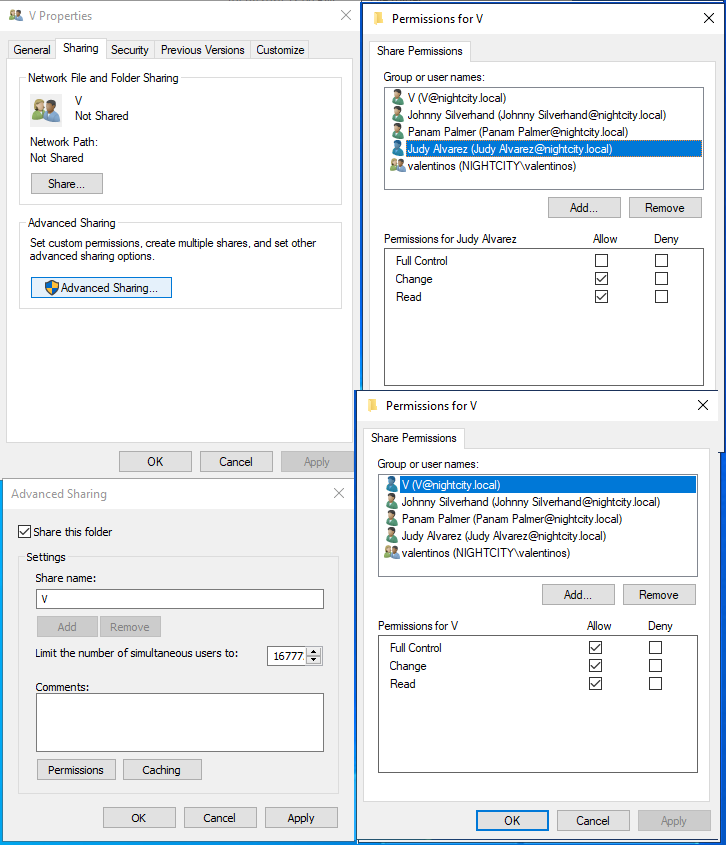 V Properties
General Sharing Security Previous Versions Customize
Network File and Folder Sharing
V
Not Shared
Network Path:
Not Shared
Share...
Advanced Sharing
Set custom permissions, create multiple shares, and set other
advanced sharing options.
Advanced Sharing...
OK Cancel Apply
Permissions for V
Share Permissions
Group or user names:
V (V@nightcity.local)
Johnny Silverhand (Johnny Silverhand@nightcity.local)
Panam Palmer (Panam Palmer@nightcity.local)
Judy Alvarez (Judy Alvarez@nightcity.local)
valentinos (NIGHTCITY\valentinos)
Add... Remove
Permissions for Judy Alvarez Allow Deny
Full Control
Change
Read
Advanced Sharing
Share this folder
Settings
Share name:
V
Add Remove
Limit the number of simultaneous users to: 16777
Comments:
Permissions Caching
OK Cancel Apply
Permissions for V
Share Permissions
Group or user names:
V (V@nightcity.local)
Johnny Silverhand (Johnny Silverhand@nightcity.local)
Panam Palmer (Panam Palmer@nightcity.local)
Judy Alvarez (Judy Alvarez@nightcity.local)
valentinos (NIGHTCITY\valentinos)
Add... Remove
Permissions for V Allow Deny
Full Control
Change
Read
OK Cancel Apply